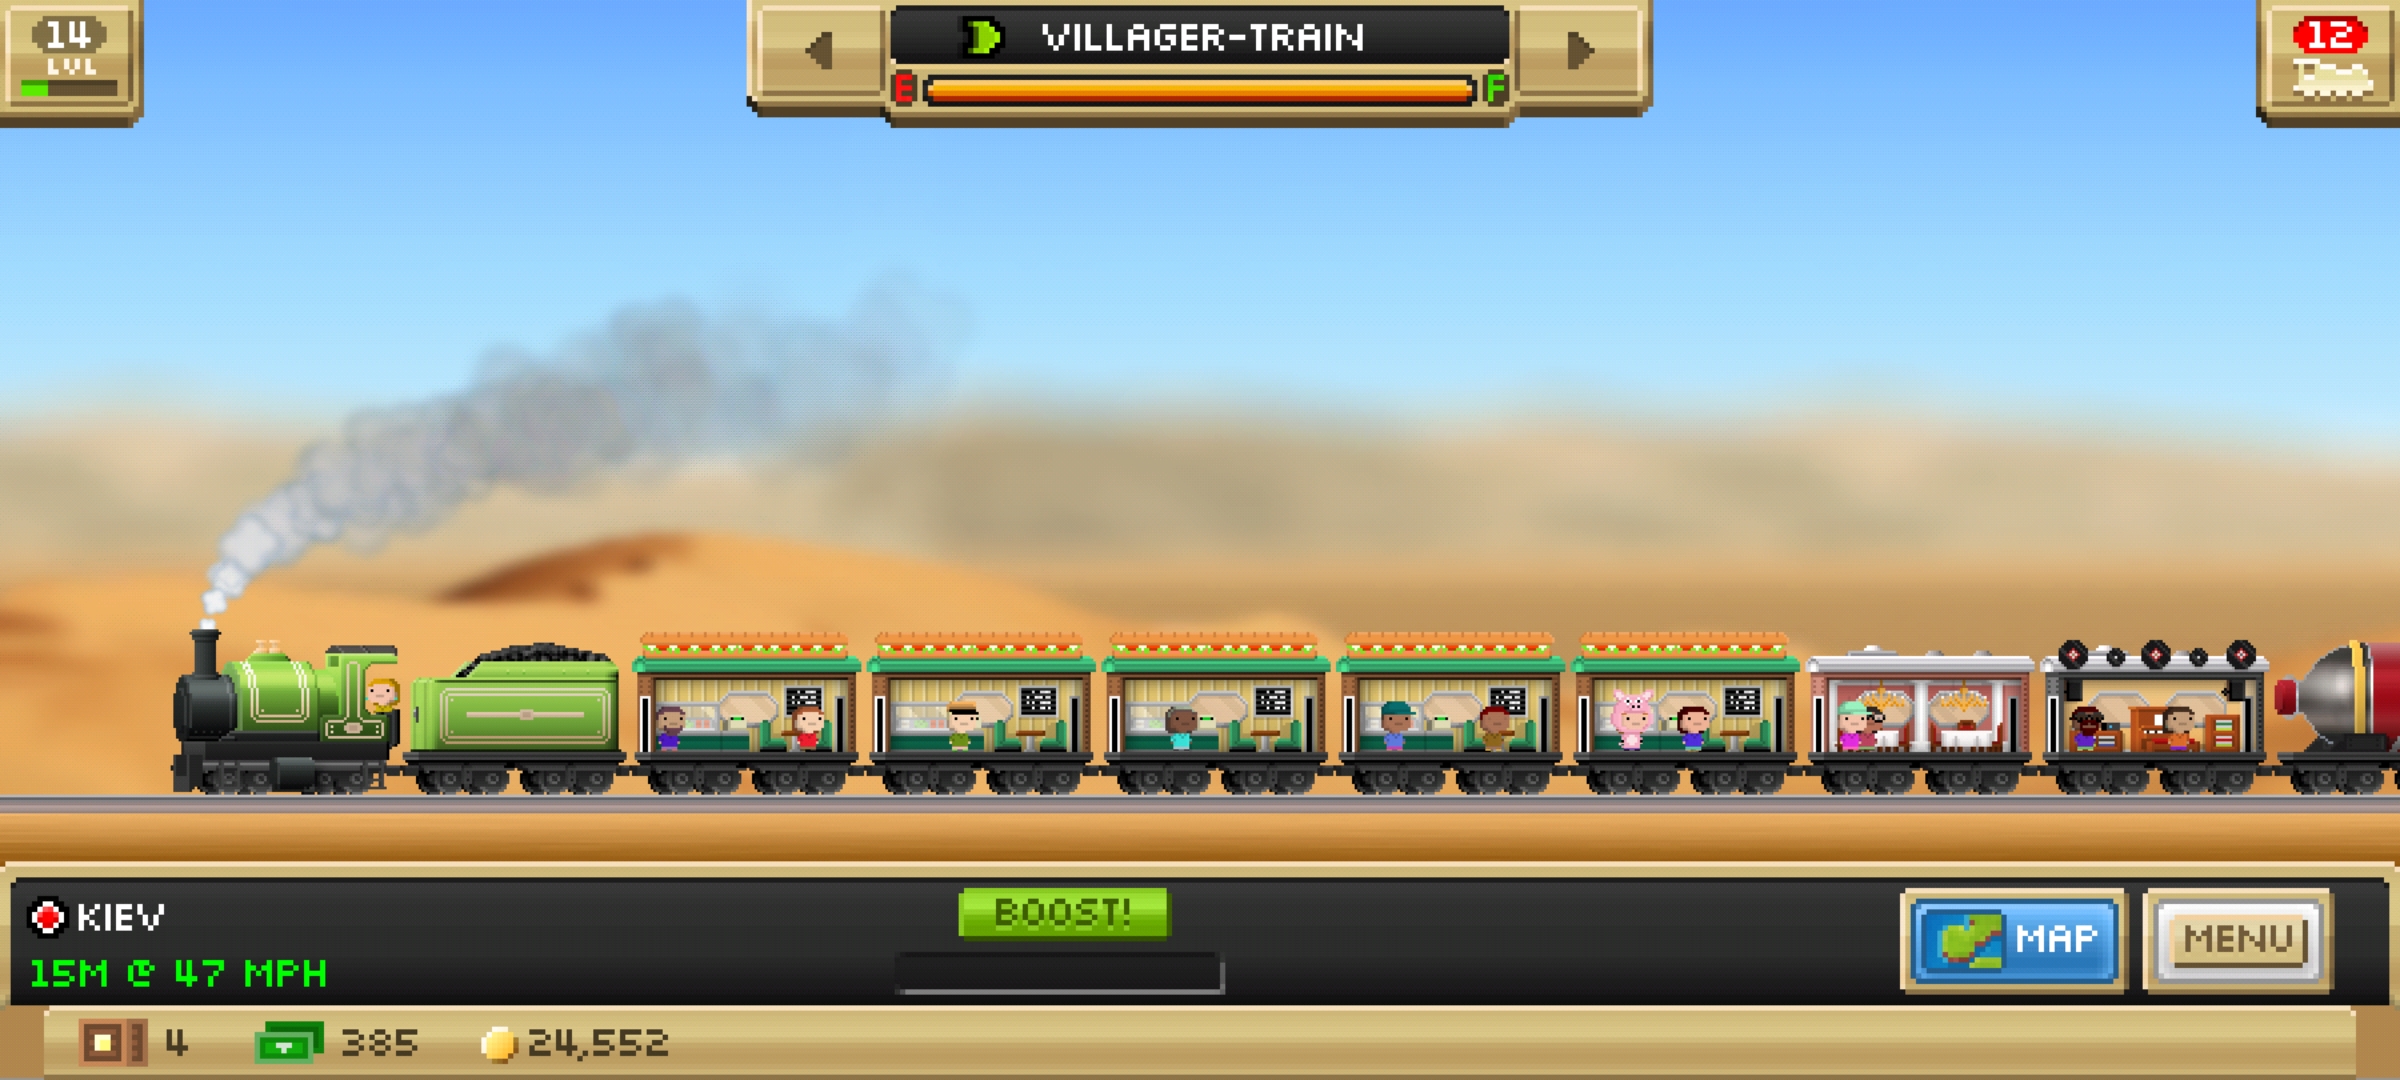 14
LVL
VILLAGER-TRAIN
E F
12
KIEV
BOOST!
15M @ 47 MPH
MAP
MENU
4
385
24,552